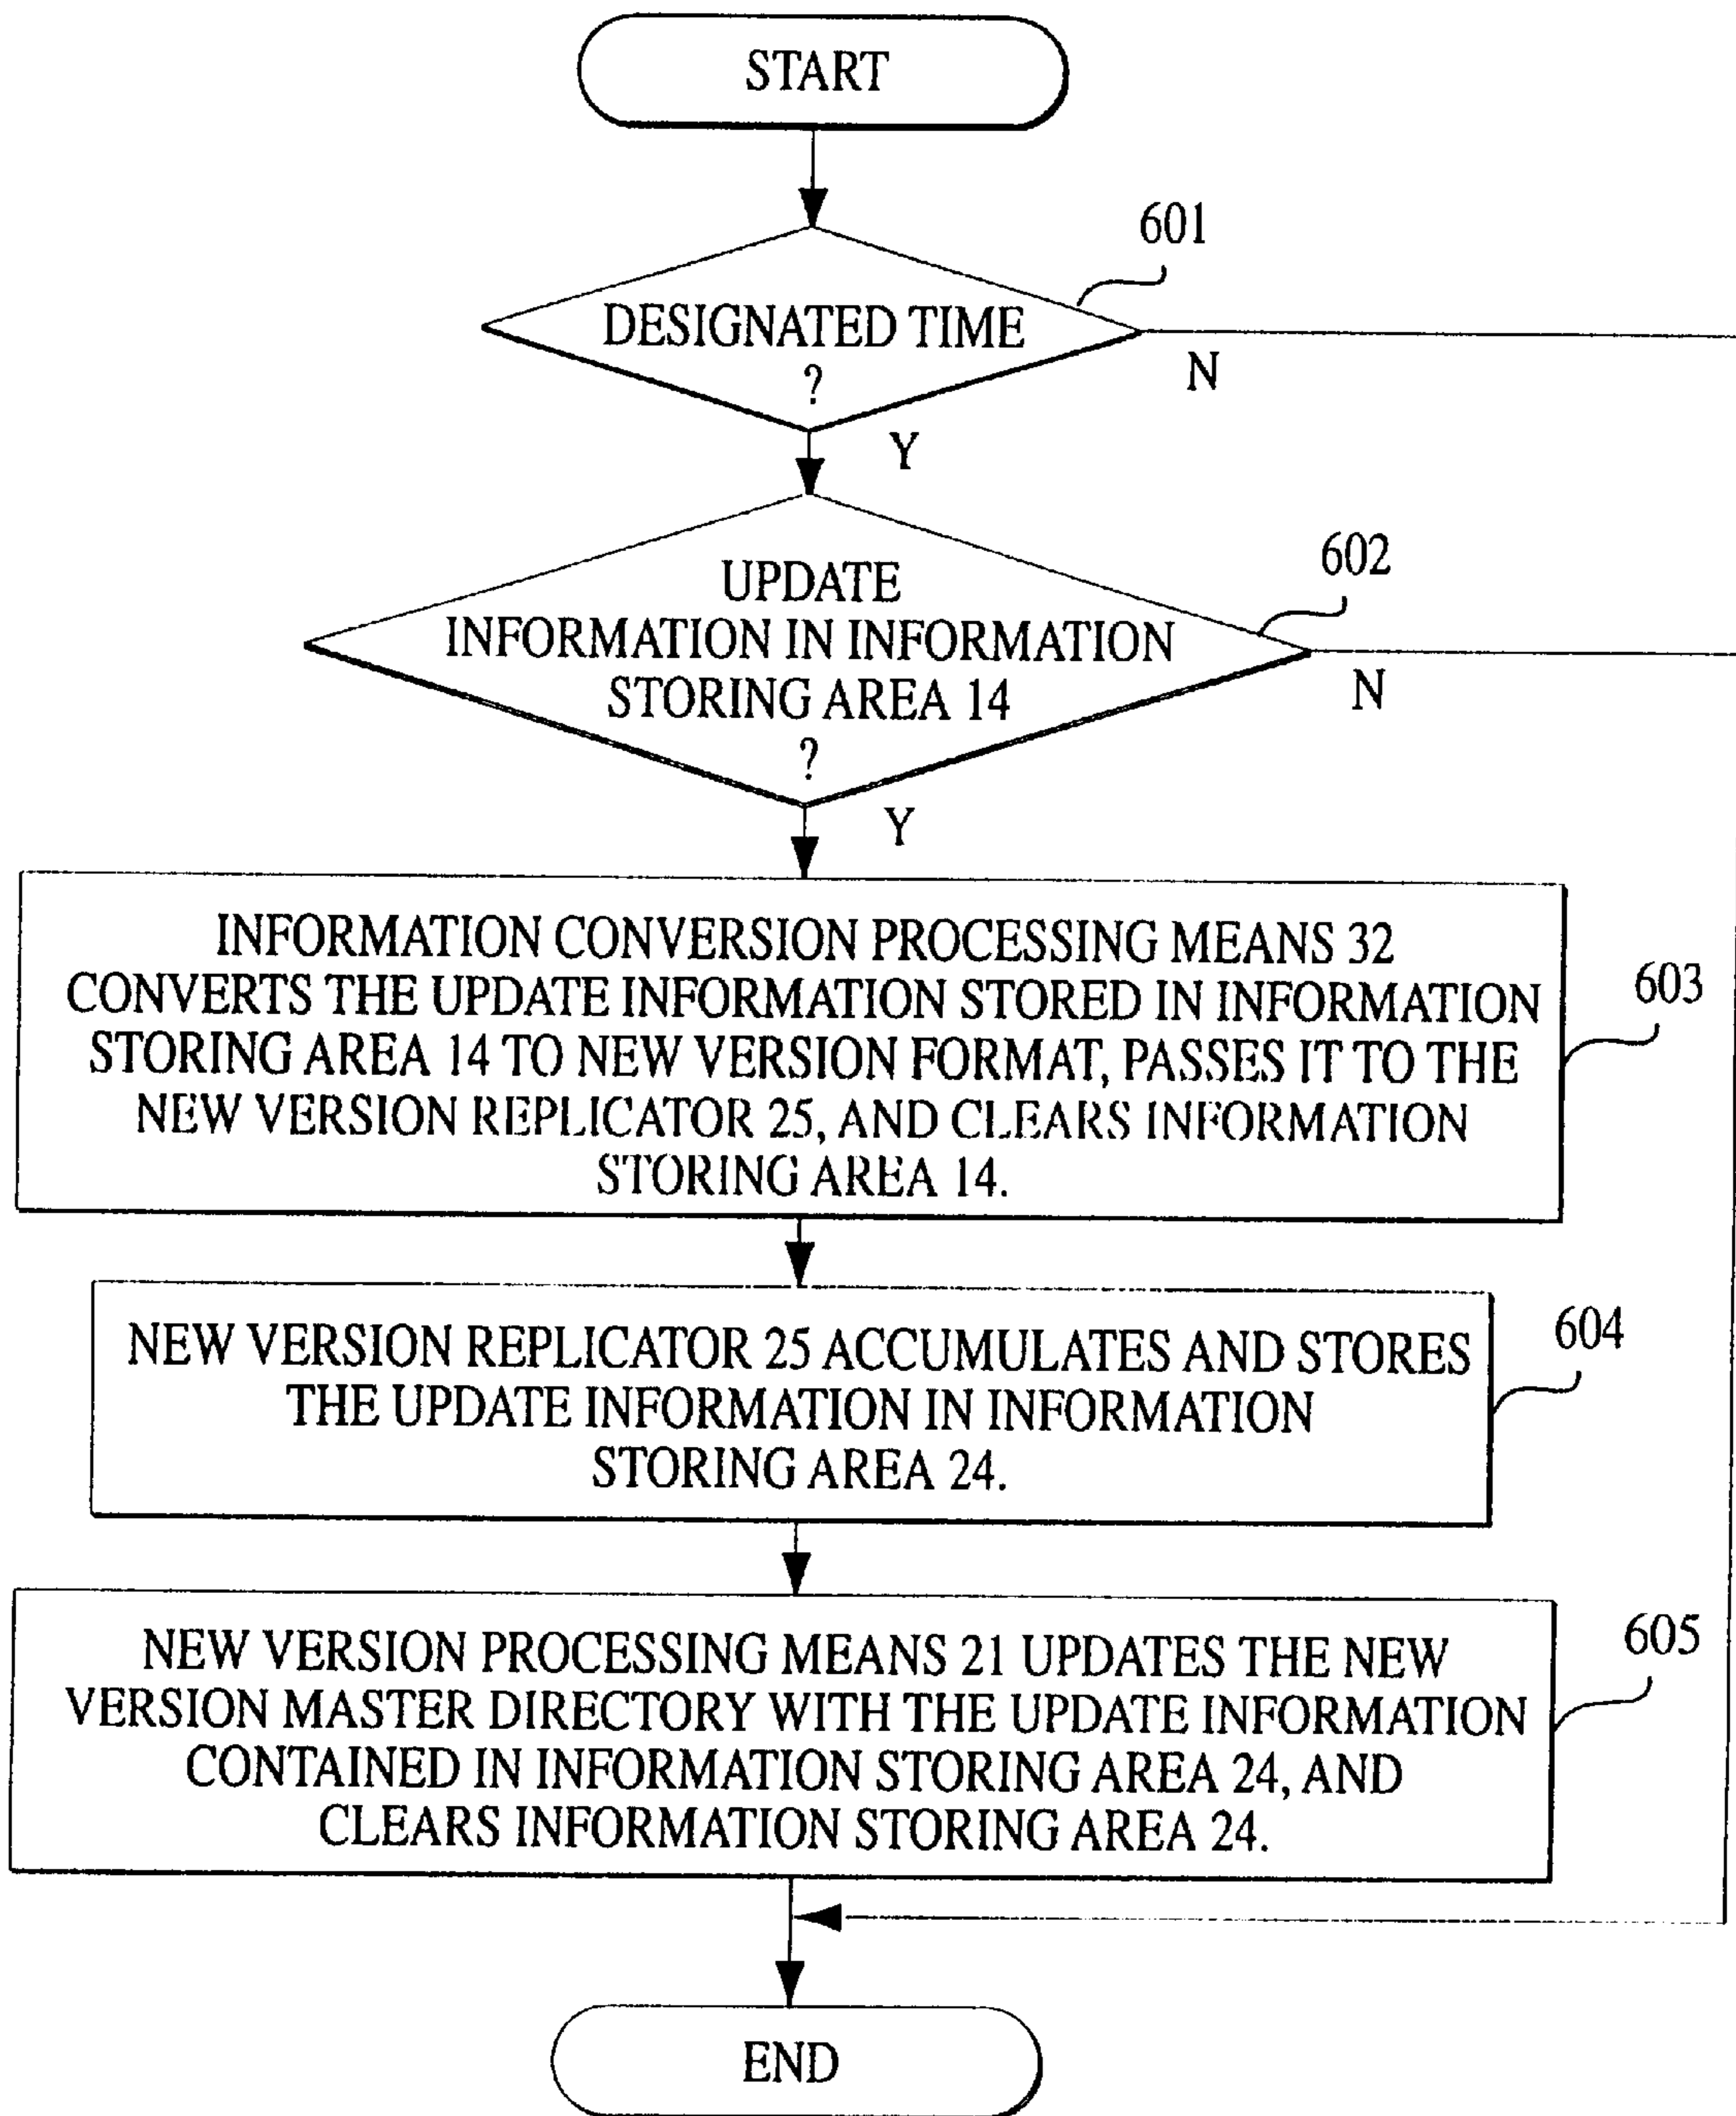 START
601
DESIGNATED TIME
?
N
Y
602
UPDATE
INFORMATION IN INFORMATION
STORING AREA 14
?
N
Y
INFORMATION CONVERSION PROCESSING MEANS 32
CONVERTS THE UPDATE INFORMATION STORED IN INFORMATION
STORING AREA 14 TO NEW VERSION FORMAT, PASSES IT TO THE
NEW VERSION REPLICATOR 25, AND CLEARS INFORMATION
STORING AREA 14.
603
NEW VERSION REPLICATOR 25 ACCUMULATES AND STORES
THE UPDATE INFORMATION IN INFORMATION
STORING AREA 24.
604
NEW VERSION PROCESSING MEANS 21 UPDATES THE NEW
VERSION MASTER DIRECTORY WITH THE UPDATE INFORMATION
CONTAINED IN INFORMATION STORING AREA 24, AND
CLEARS INFORMATION STORING AREA 24.
605
END